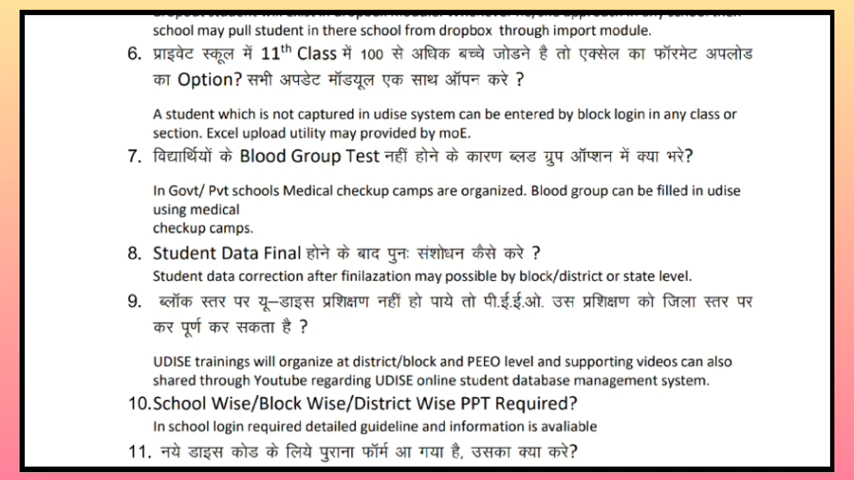 school may pull student in there school from dropbox through import module.
6. प्राइवेट स्कूल में 11th Class में 100 से अधिक बच्चे जोडने है तो एक्सेल का फॉरमेट अपलोड
का Option? सभी अपडेट मॉडयूल एक साथ ऑपन करे ?
A student which is not captured in udise system can be entered by block login in any class or
section. Excel upload utility may provided by moE.
7. विद्यार्थियों के Blood Group Test नहीं होने के कारण ब्लड ग्रुप ऑप्शन में क्या भरे?
In Govt/ Pvt schools Medical checkup camps are organized. Blood group can be filled in udise
using medical
checkup camps.
8. Student Data Final होने के बाद पुनः संशोधन कैसे करे ?
Student data correction after finilazation may possible by block/district or state level.
9. ब्लॉक स्तर पर यू–डाइस प्रशिक्षण नहीं हो पाये तो पी.ई.ई.ओ. उस प्रशिक्षण को जिला स्तर पर
कर पूर्ण कर सकता है ?
UDISE trainings will organize at district/block and PEEO level and supporting videos can also
shared through Youtube regarding UDISE online student database management system.
10.School Wise/Block Wise/District Wise PPT Required?
In school login required detailed guideline and information is avaliable
11. नये डाइस कोड के लिये पुराना फॉर्म आ गया है, उसका क्या करे?